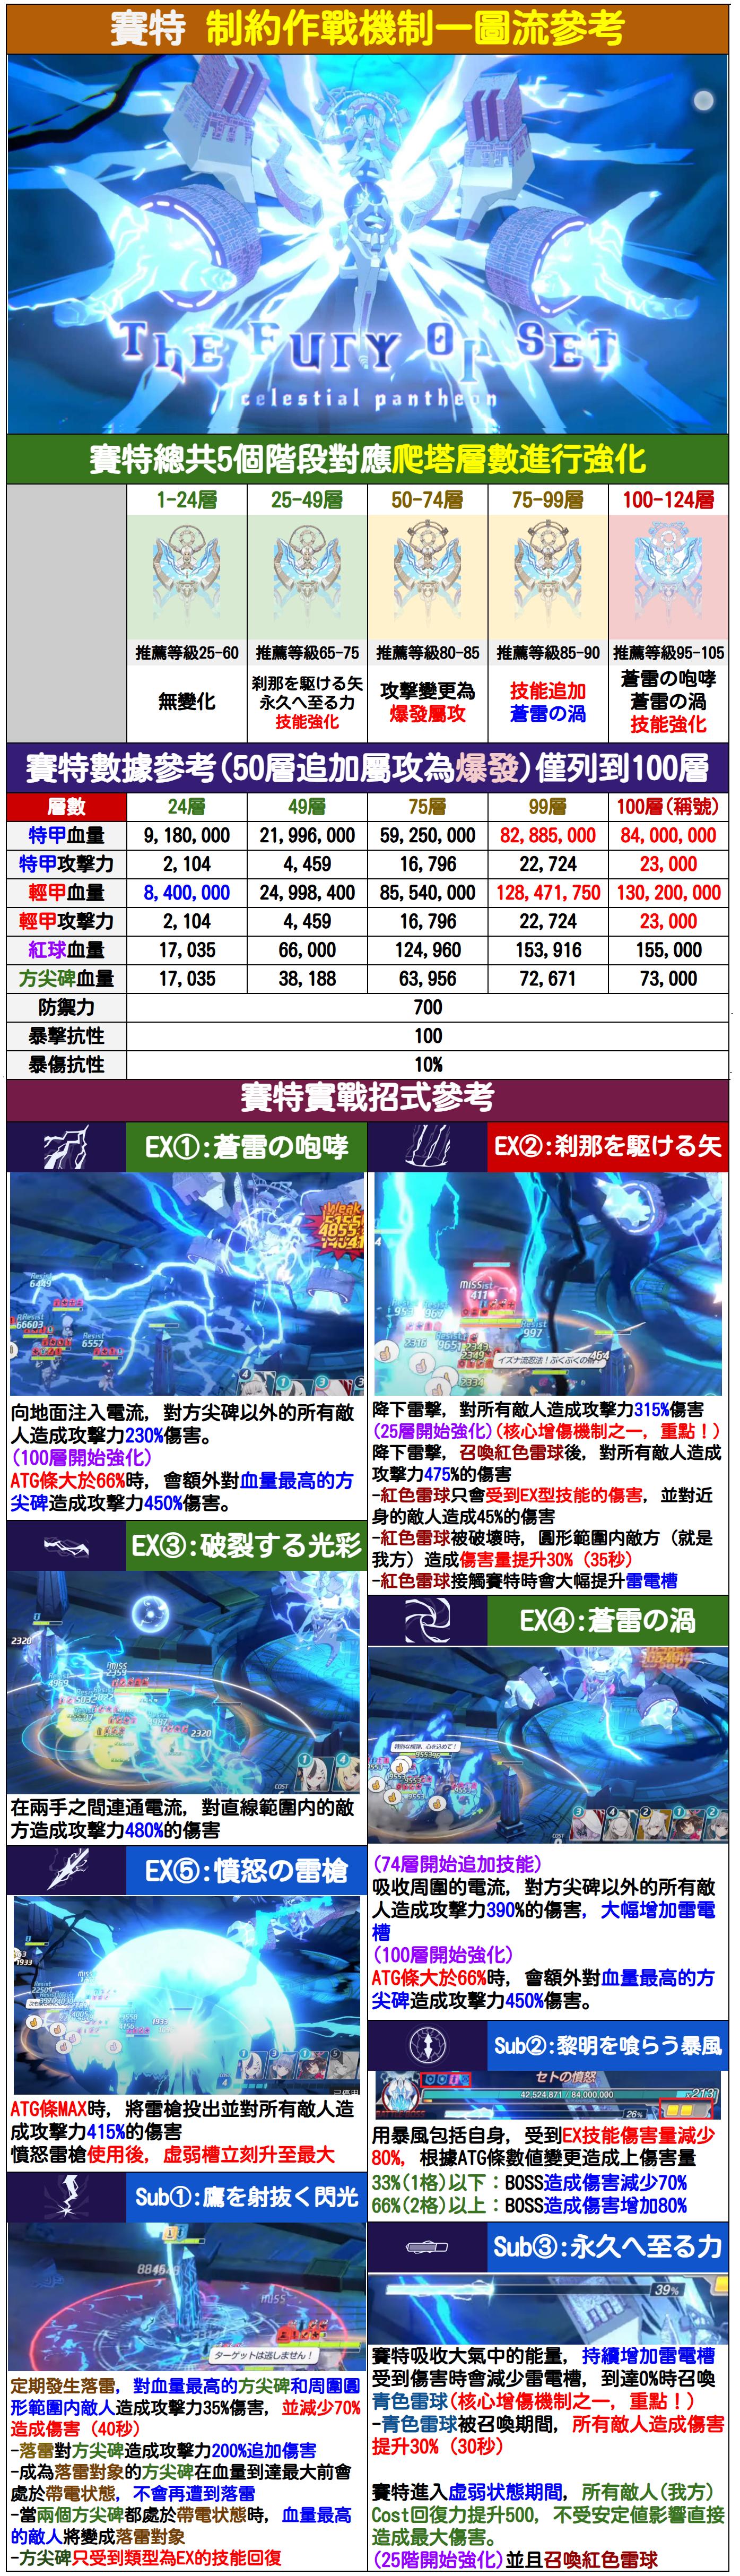 賽特 制約作戰機制一圖流參考
The Fury Of Set
celestial pantheon
賽特總共5個階段對應爬塔層數進行強化
1-24層 25-49層 50-74層 75-99層 100-124層
推薦等級25-60 推薦等級65-75 推薦等級80-85 推薦等級85-90 推薦等級95-105
無變化
刹那を駆ける矢
永久へ至る力
技能強化
攻擊變更為
爆發屬攻
技能追加
蒼雷の渦
蒼雷の咆哮
蒼雷の渦
技能強化
賽特數據參考(50層追加屬攻為爆發)僅列到100層
層數 24層 49層 75層 99層 100層(稱號)
特甲血量 9,180,000 21,996,000 59,250,000 82,885,000 84,000,000
特甲攻擊力 2,104 4,459 16,796 22,724 23,000
輕甲血量 8,400,000 24,998,400 85,540,000 128,471,750 130,200,000
輕甲攻擊力 2,104 4,459 16,796 22,724 23,000
紅球血量 17,035 66,000 124,960 153,916 155,000
方尖碑血量 17,035 38,188 63,956 72,671 73,000
防禦力 700
暴擊抗性 100
暴傷抗性 10%
賽特實戰招式參考
EX①:蒼雷の咆哮
Weak
Resist
6449
66603
Resist
6557
向地面注入電流, 對方尖碑以外的所有敵
人造成攻擊力230%傷害。
(100層開始強化)
ATG條大於66%時, 會額外對血量最高的方
尖碑造成攻擊力450%傷害。
EX②:刹那を駆ける矢
MISS
411
997
464
イズナ流忍法！ぷくぷくの術！
降下雷擊, 對所有敵人造成攻擊力315%傷害
(25層開始強化)(核心增傷機制之一, 重點！)
降下雷擊, 召喚紅色雷球後, 對所有敵人造成
攻擊力475%的傷害
-紅色雷球只會受到EX型技能的傷害, 並對近
身的敵人造成45%的傷害
-紅色雷球被破壞時, 圓形範圍内敵方（就是
我方）造成傷害量提升30%（35秒）
-紅色雷球接觸賽特時會大幅提升雷電槽
EX③:破裂する光彩
2320
MISS
2320
COST
在兩手之間連通電流, 對直線範圍内的敵
方造成攻擊力480%的傷害
EX④:蒼雷の渦
特別な榴弾、心を込めて！
COST
(74層開始追加技能)
吸收周圍的電流, 對方尖碑以外的所有敵
人造成攻擊力390%的傷害, 大幅增加雷電
槽
(100層開始強化)
ATG條大於66%時, 會額外對血量最高的方
尖碑造成攻擊力450%傷害。
EX⑤:憤怒の雷槍
1933
Resist
22509
1933
已停用
ATG條MAX時, 將雷槍投出並對所有敵人造
成攻擊力415%的傷害
憤怒雷槍使用後, 虛弱槽立刻升至最大
Sub②:黎明を喰らう暴風
セトの憤怒
42,524,871 / 84,000,000
x213
26%
用暴風包括自身, 受到EX技能傷害量減少
80%, 根據ATG條數值變更造成上傷害量
33%(1格)以下：BOSS造成傷害減少70%
66%(2格)以上：BOSS造成傷害增加80%
Sub①:鷹を射抜く閃光
MISS
ターゲットは逃しません！
定期發生落雷, 對血量最高的方尖碑和周圍圓
形範圍内敵人造成攻擊力35%傷害, 並減少70%
造成傷害（40秒）
-落雷對方尖碑造成攻擊力200%追加傷害
-成為落雷對象的方尖碑在血量到達最大前會
處於帶電狀態, 不會再遭到落雷
-當兩個方尖碑都處於帶電狀態時, 血量最高
的敵人將變成落雷對象
-方尖碑只受到類型為EX的技能回復
Sub③:永久へ至る力
39%
賽特吸收大氣中的能量, 持續增加雷電槽
受到傷害時會減少雷電槽, 到達0%時召喚
青色雷球(核心增傷機制之一, 重點！)
-青色雷球被召喚期間, 所有敵人造成傷害
提升30%（30秒）
賽特進入虛弱狀態期間, 所有敵人(我方)
Cost回復力提升500, 不受安定値影響直接
造成最大傷害。
(25階開始強化)並且召喚紅色雷球